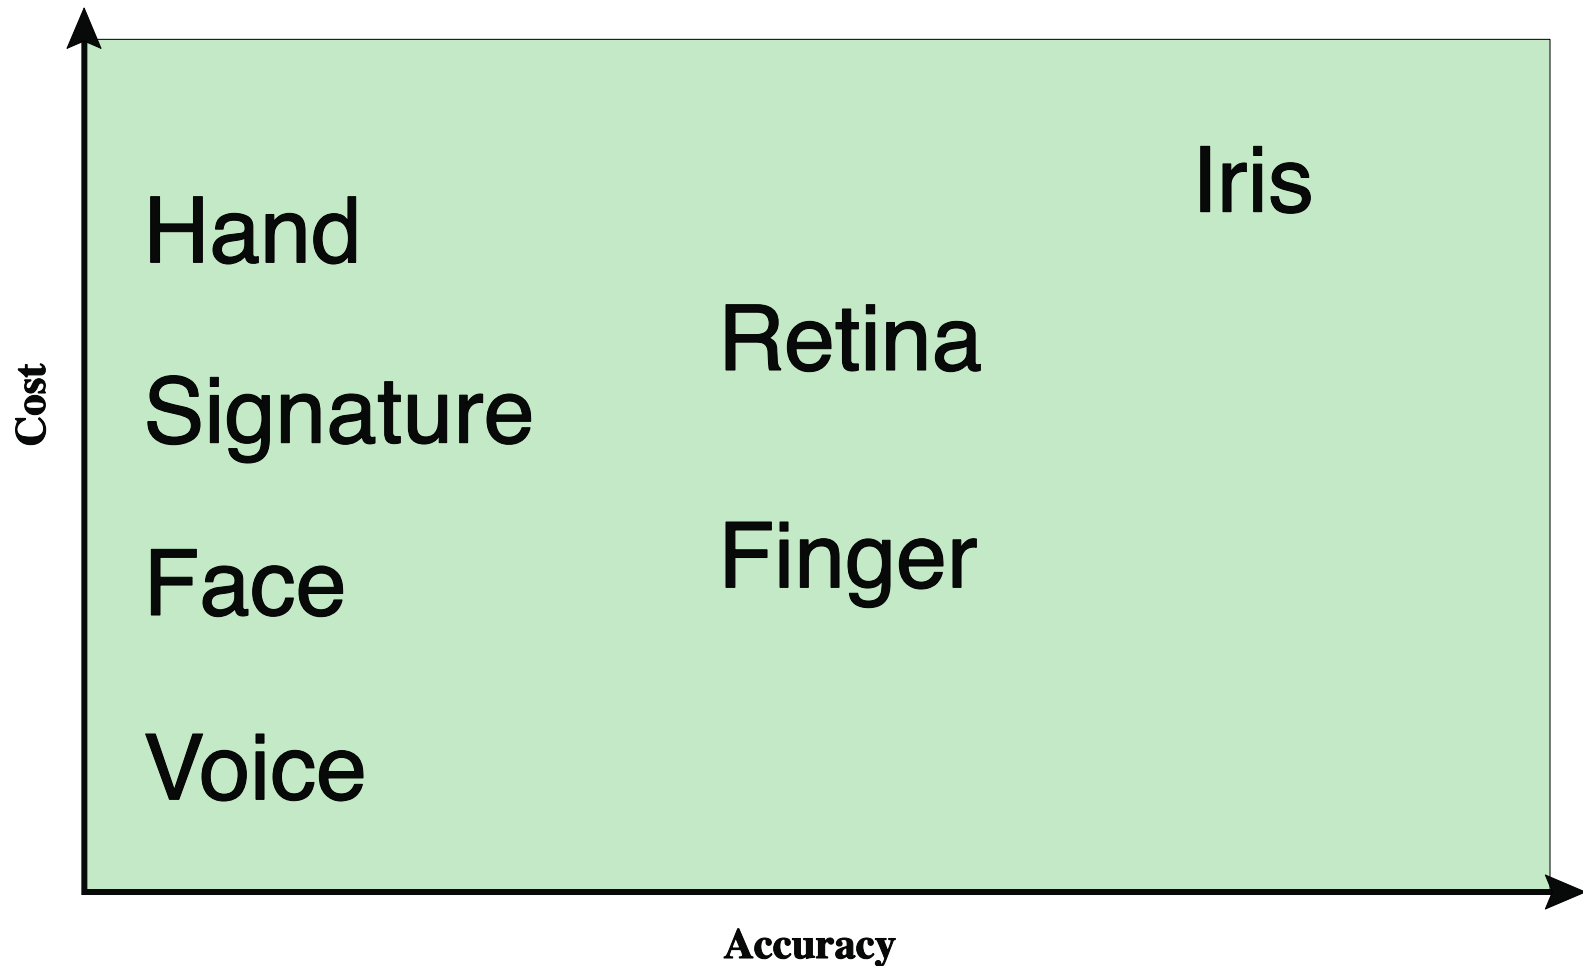 Iris
Hand
Retina
Signature
Cost
Finger
Face
Voice
Accuracy